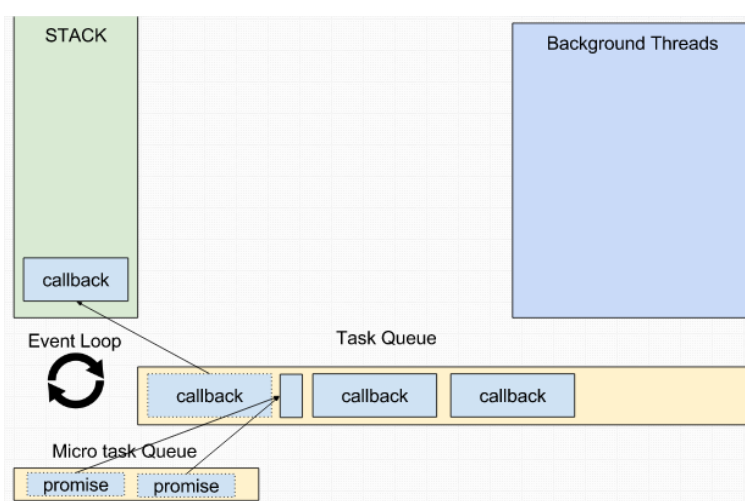 STACK
Background Threads
callback
Event Loop
Task Queue
callback
callback
callback
Micro task Queue
promise
promise